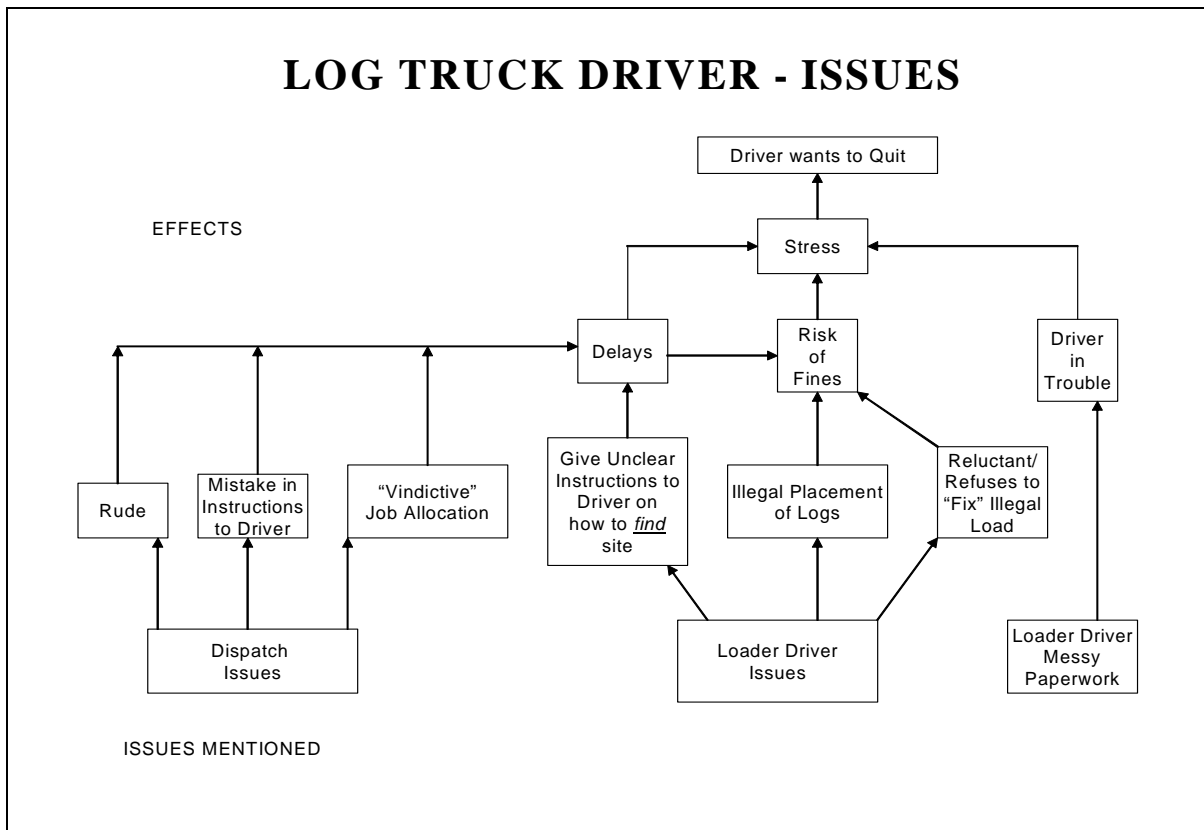 LOG TRUCK DRIVER - ISSUES
Driver wants to Quit
EFFECTS
Stress
Delays
Risk
of
Fines
Driver
in
Trouble
Rude
Mistake in
Instructions
to Driver
“Vindictive”
Job Allocation
Give Unclear
Instructions to
Driver on
how to find
site
Illegal Placement
of Logs
Reluctant/
Refuses to
“Fix” Illegal
Load
Dispatch
Issues
Loader Driver
Issues
Loader Driver
Messy
Paperwork
ISSUES MENTIONED